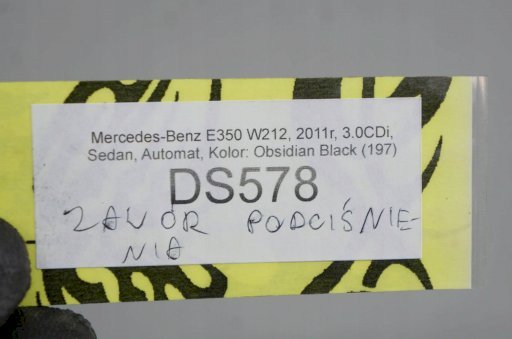 Mercedes-Benz E350 W212, 2011r, 3.0CDi,
Sedan, Automat, Kolor: Obsidian Black (197)
DS578
ZAWÓR PODCIŚNIE-
NIA